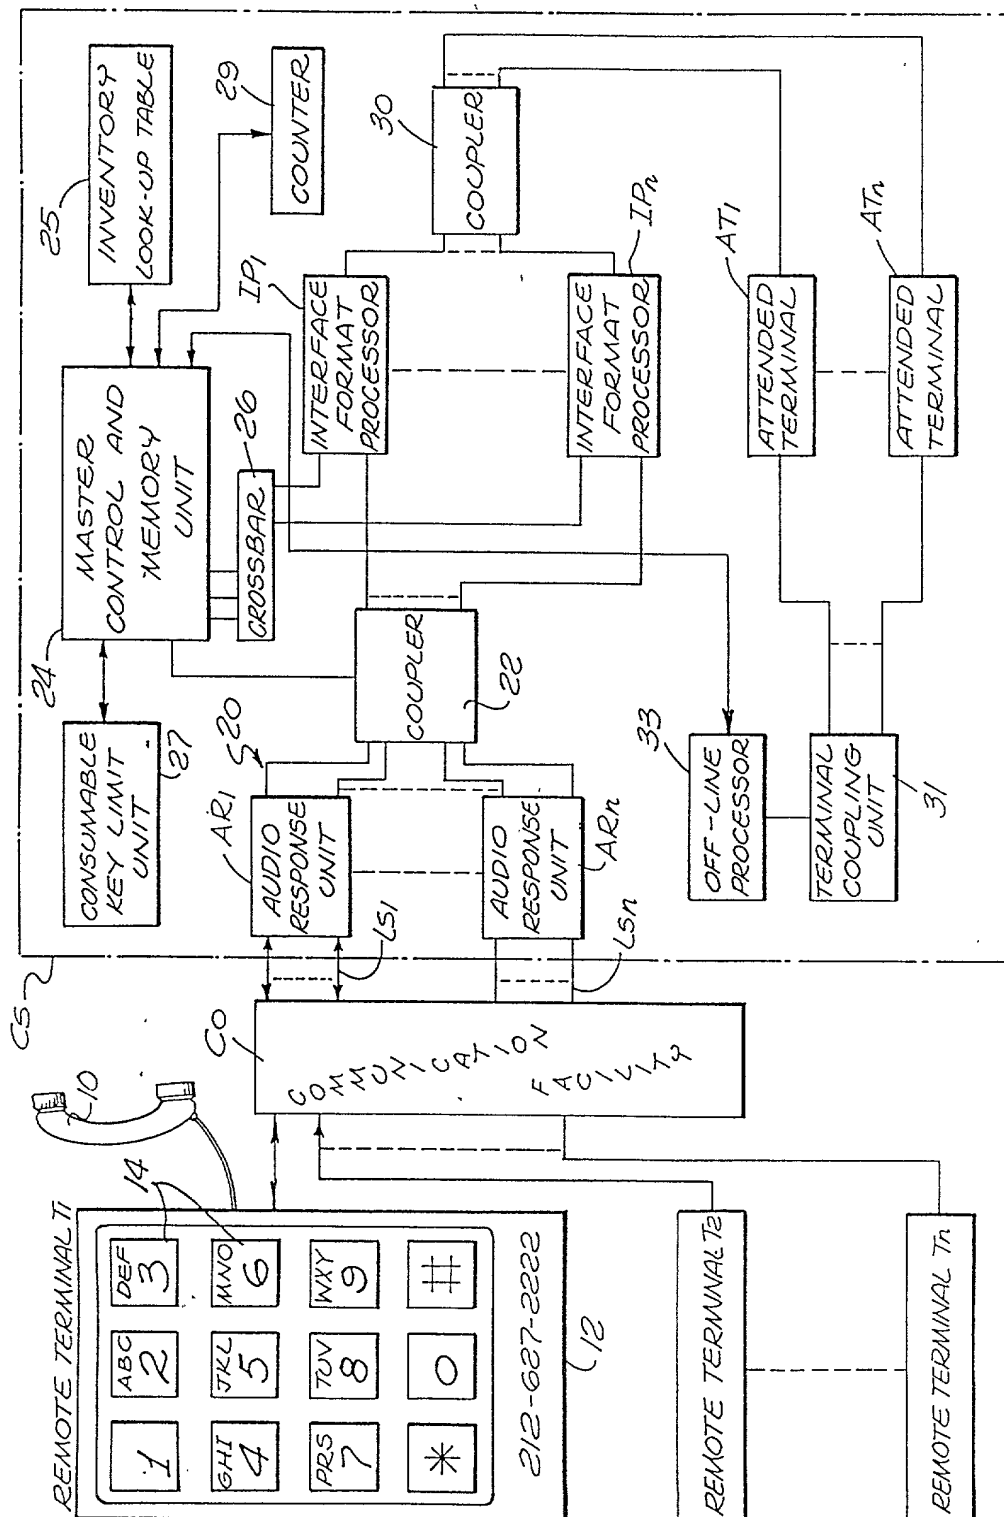 REMOTE TERMINAL T1
1
ABC
2
DEF
3
GHI
4
JKL
5
MNO
6
PRS
7
TUV
8
WXY
9
*
0
#
212-627-2222
10
12
14
REMOTE TERMINAL T2
REMOTE TERMINAL Tn
CO
COMMUNICATION
FACILITY
CS
LS1
LSn
CONSUMABLE
KEY LIMIT
UNIT
27
AR1
20
AUDIO
RESPONSE
UNIT
AUDIO
RESPONSE
UNIT
ARn
COUPLER
22
24
MASTER
CONTROL AND
MEMORY
UNIT
CROSSBAR
26
25
INVENTORY
LOOK-UP TABLE
29
COUNTER
IP1
INTERFACE
FORMAT
PROCESSOR
INTERFACE
FORMAT
PROCESSOR
IPn
30
COUPLER
33
OFF-LINE
PROCESSOR
TERMINAL
COUPLING
UNIT
31
AT1
ATTENDED
TERMINAL
ATn
ATTENDED
TERMINAL